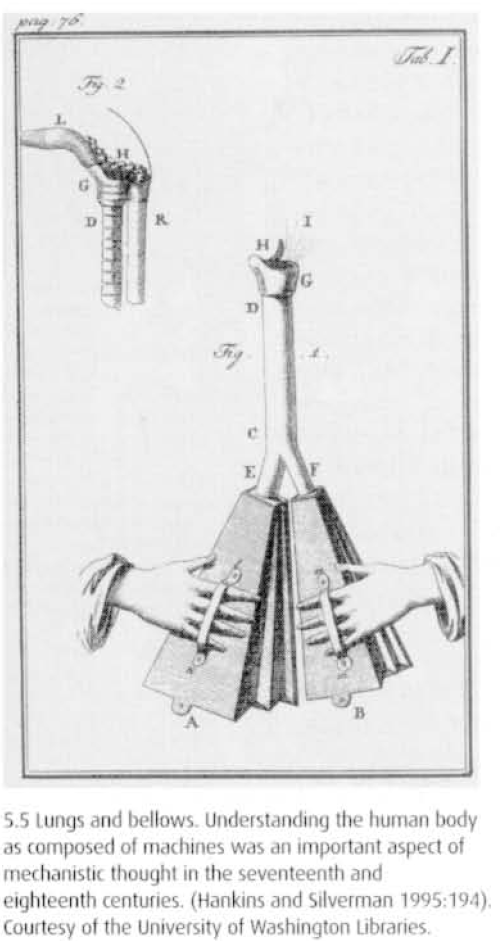 pag. 76.
Tab. I.
Fig. 2
L
H
G
D
R
I
H
G
D
Fig. 1.
C
E F
A
B
5.5 Lungs and bellows. Understanding the human body
as composed of machines was an important aspect of
mechanistic thought in the seventeenth and
eighteenth centuries. (Hankins and Silverman 1995:194).
Courtesy of the University of Washington Libraries.